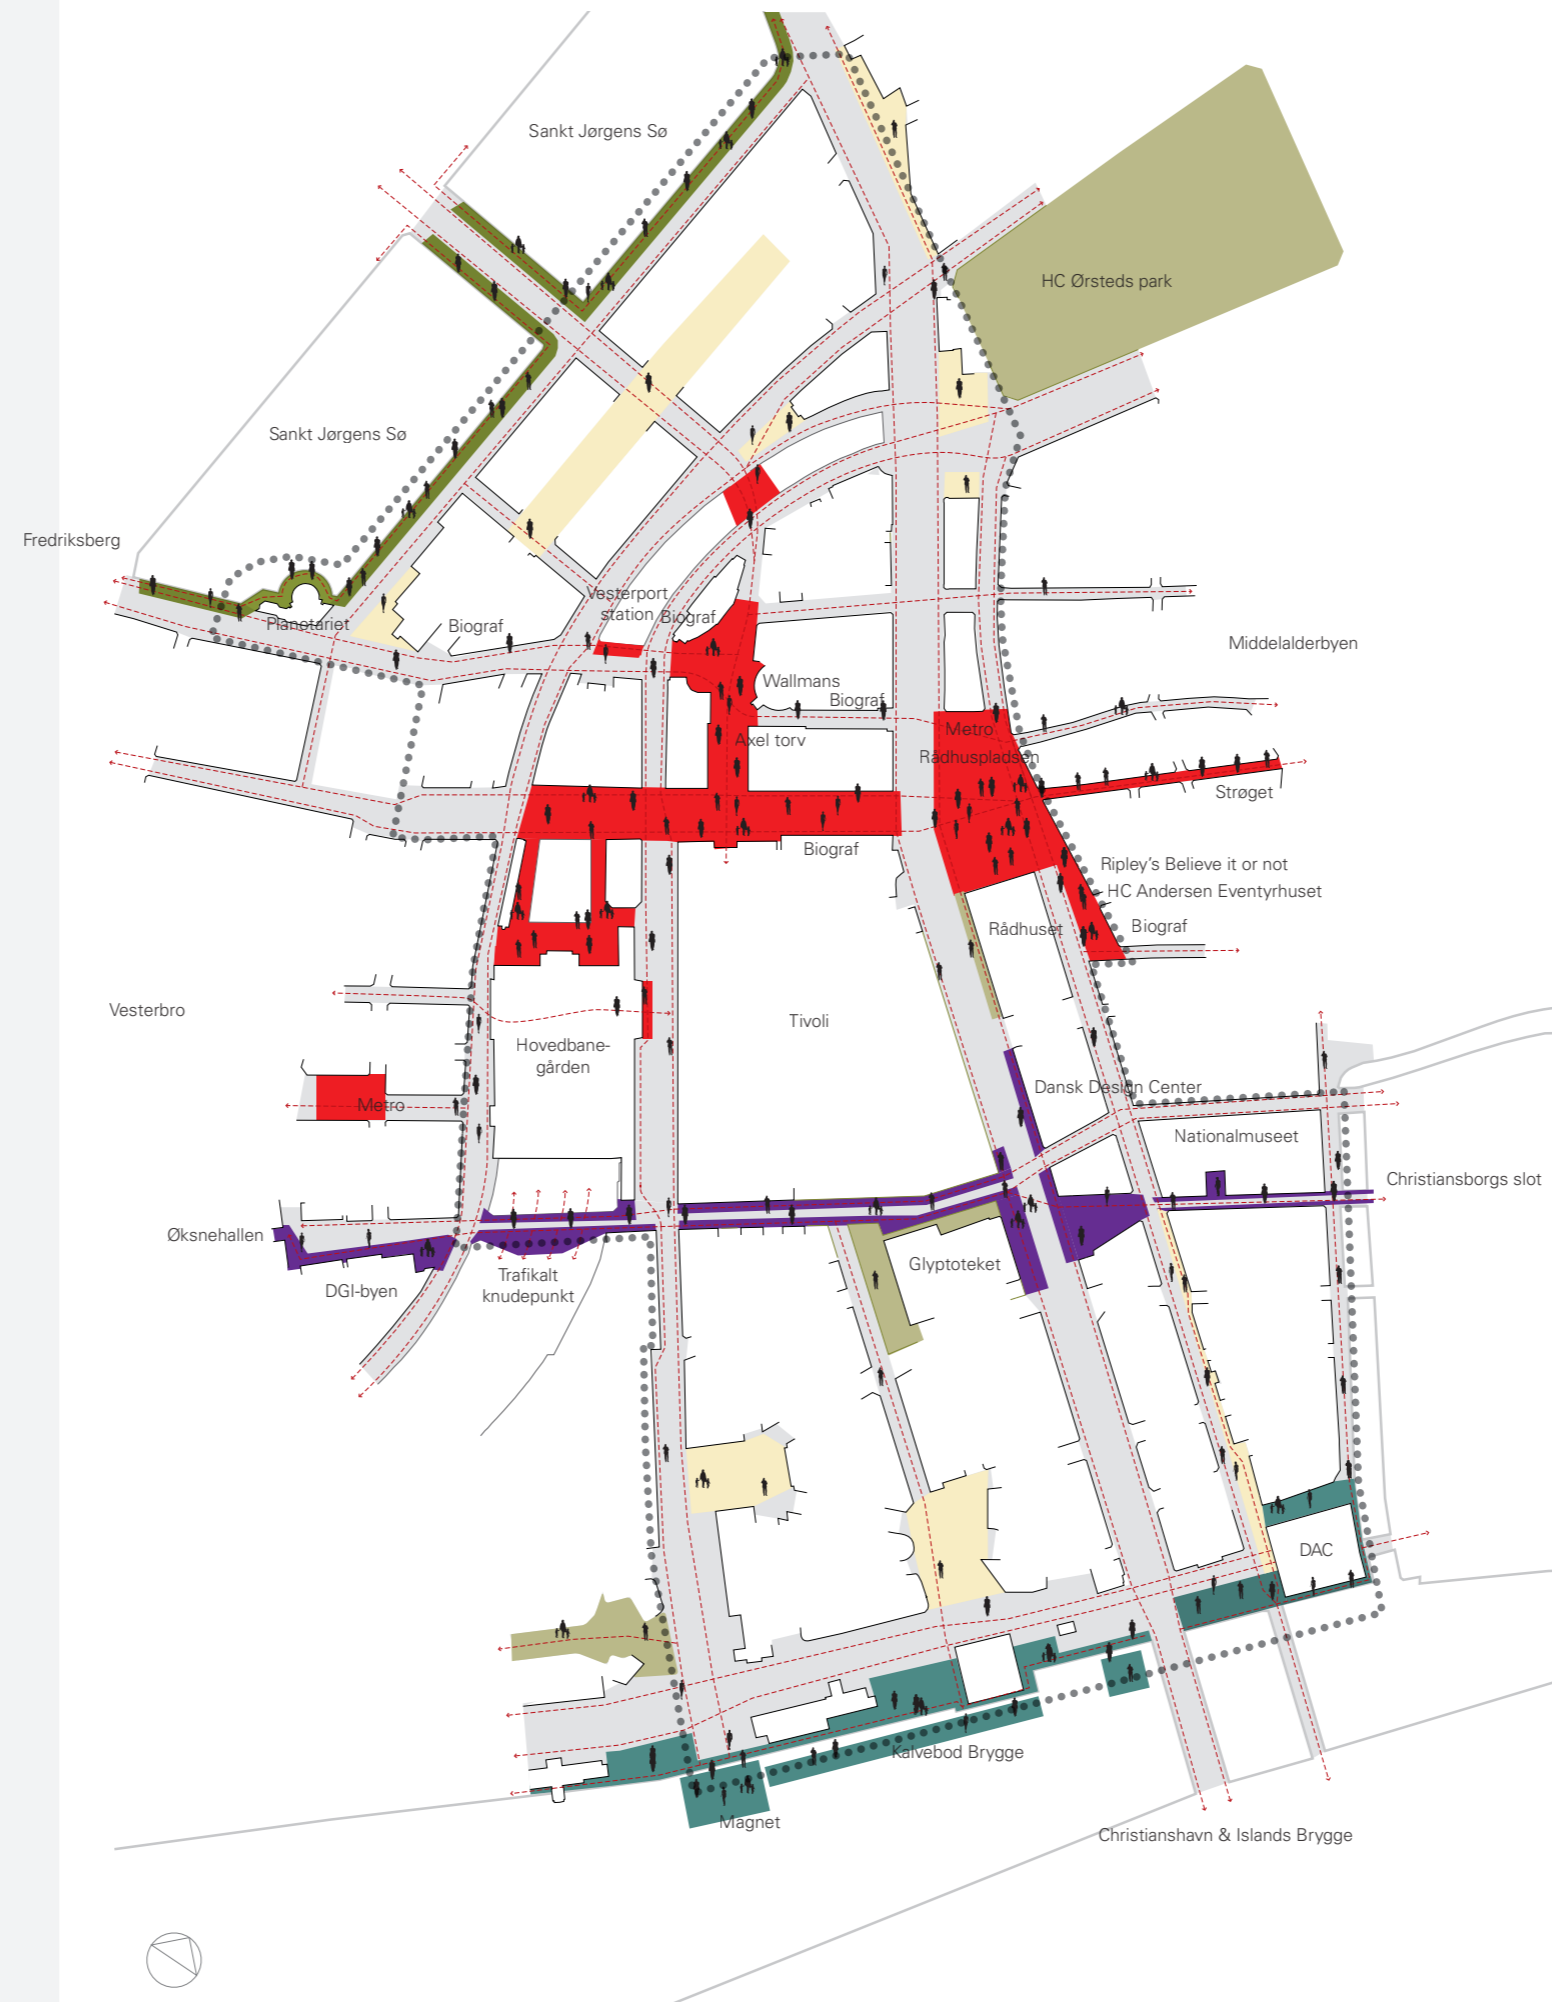 Sankt Jørgens Sø
HC Ørsteds park
Sankt Jørgens Sø
Fredriksberg
Vesterport
station
Biograf
Planetariet
Biograf
Middelalderbyen
Wallmans
Biograf
Metro
Axel torv
Rådhuspladsen
Strøget
Biograf
Ripley's Believe it or not
HC Andersen Eventyrhuset
Rådhuset
Biograf
Vesterbro
Tivoli
Hovedbane-
gården
Dansk Design Center
Metro
Nationalmuseet
Christiansborgs slot
Øksnehallen
Glyptoteket
Trafikalt
knudepunkt
DGI-byen
DAC
Kalvebod Brygge
Magnet
Christianshavn & Islands Brygge